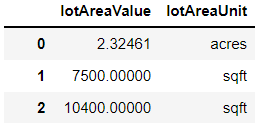 lotAreaValue lotAreaUnit
0 2.32461 acres
1 7500.00000 sqft
2 10400.00000 sqft